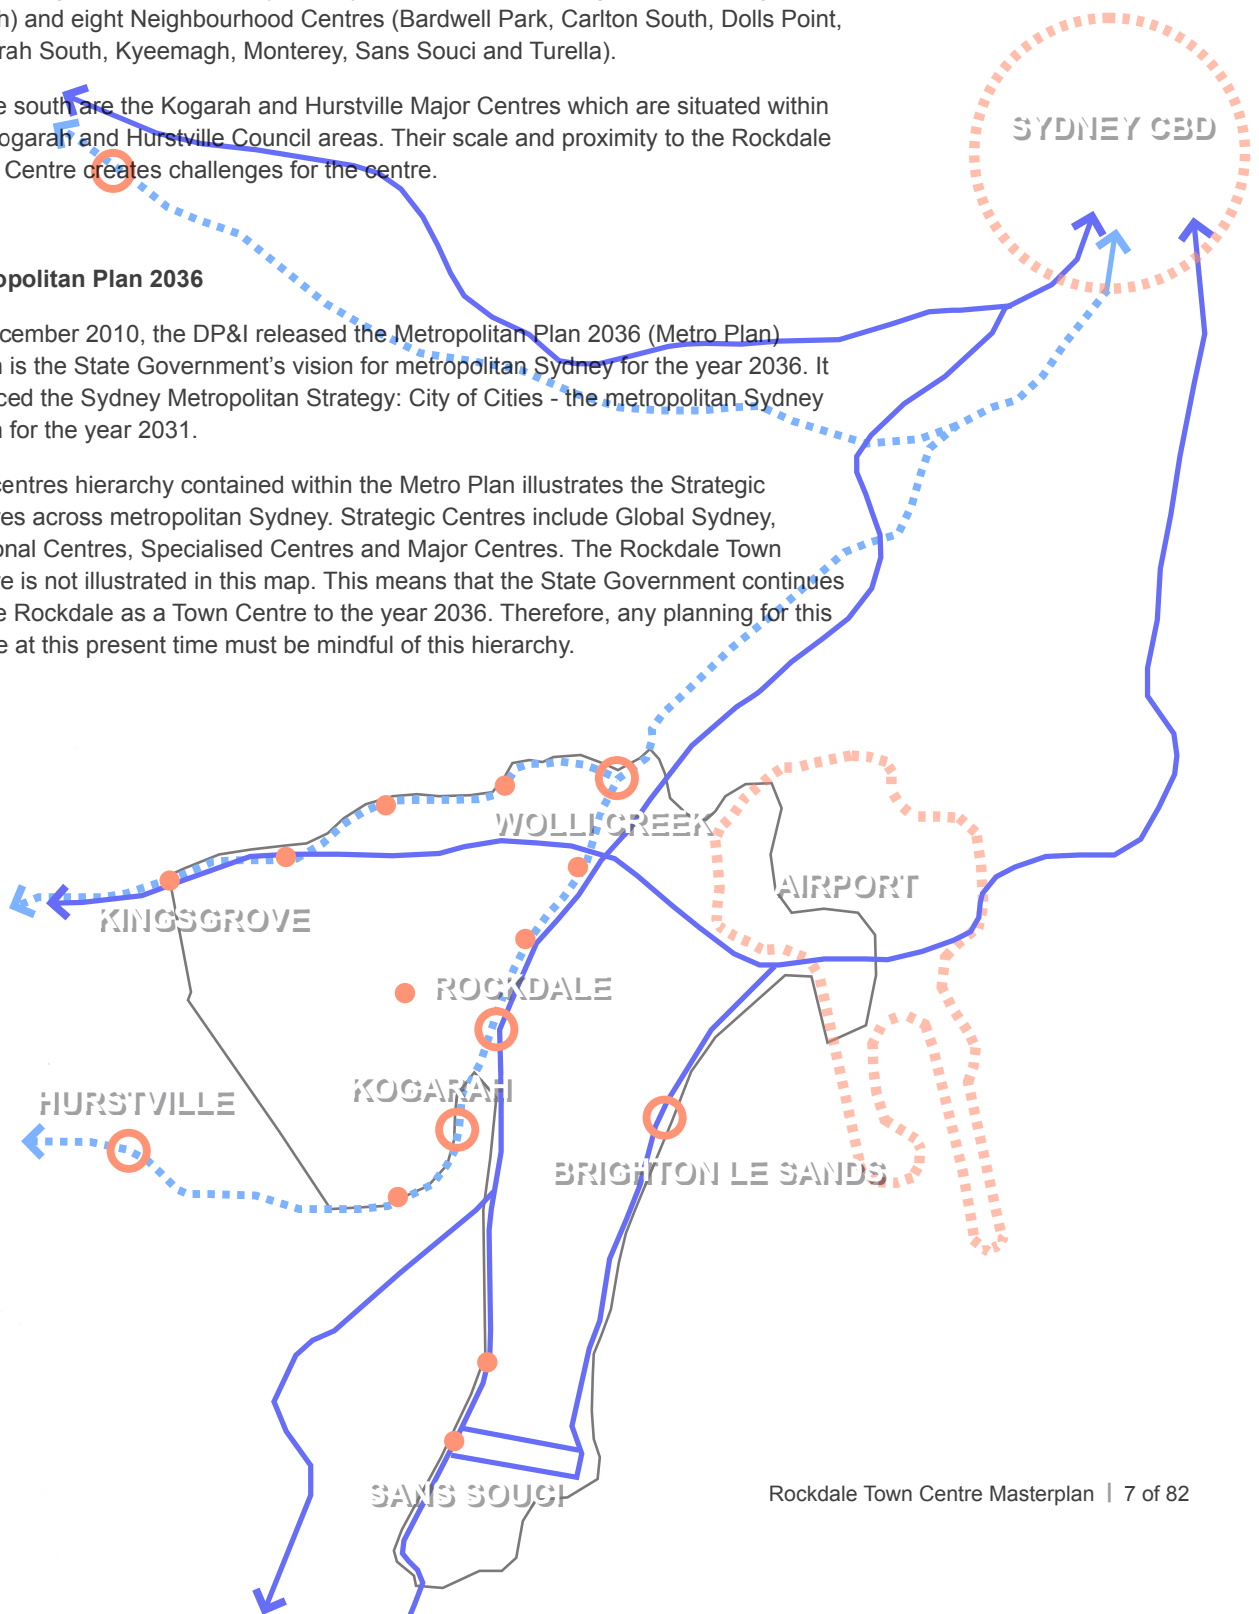 h) and eight Neighbourhood Centres (Bardwell Park, Carlton South, Dolls Point,
rah South, Kyeemagh, Monterey, Sans Souci and Turella).
e south are the Kogarah and Hurstville Major Centres which are situated within
ogarah and Hurstville Council areas. Their scale and proximity to the Rockdale
Centre creates challenges for the centre.
opolitan Plan 2036
cember 2010, the DP&I released the Metropolitan Plan 2036 (Metro Plan)
is the State Government's vision for metropolitan Sydney for the year 2036. It
ced the Sydney Metropolitan Strategy: City of Cities - the metropolitan Sydney
for the year 2031.
centres hierarchy contained within the Metro Plan illustrates the Strategic
res across metropolitan Sydney. Strategic Centres include Global Sydney,
onal Centres, Specialised Centres and Major Centres. The Rockdale Town
re is not illustrated in this map. This means that the State Government continues
e Rockdale as a Town Centre to the year 2036. Therefore, any planning for this
e at this present time must be mindful of this hierarchy.
SYDNEY CBD
WOLLI CREEK
AIRPORT
KINGSGROVE
ROCKDALE
KOGARAH
HURSTVILLE
BRIGHTON LE SANDS
SANS SOUCI
Rockdale Town Centre Masterplan | 7 of 82